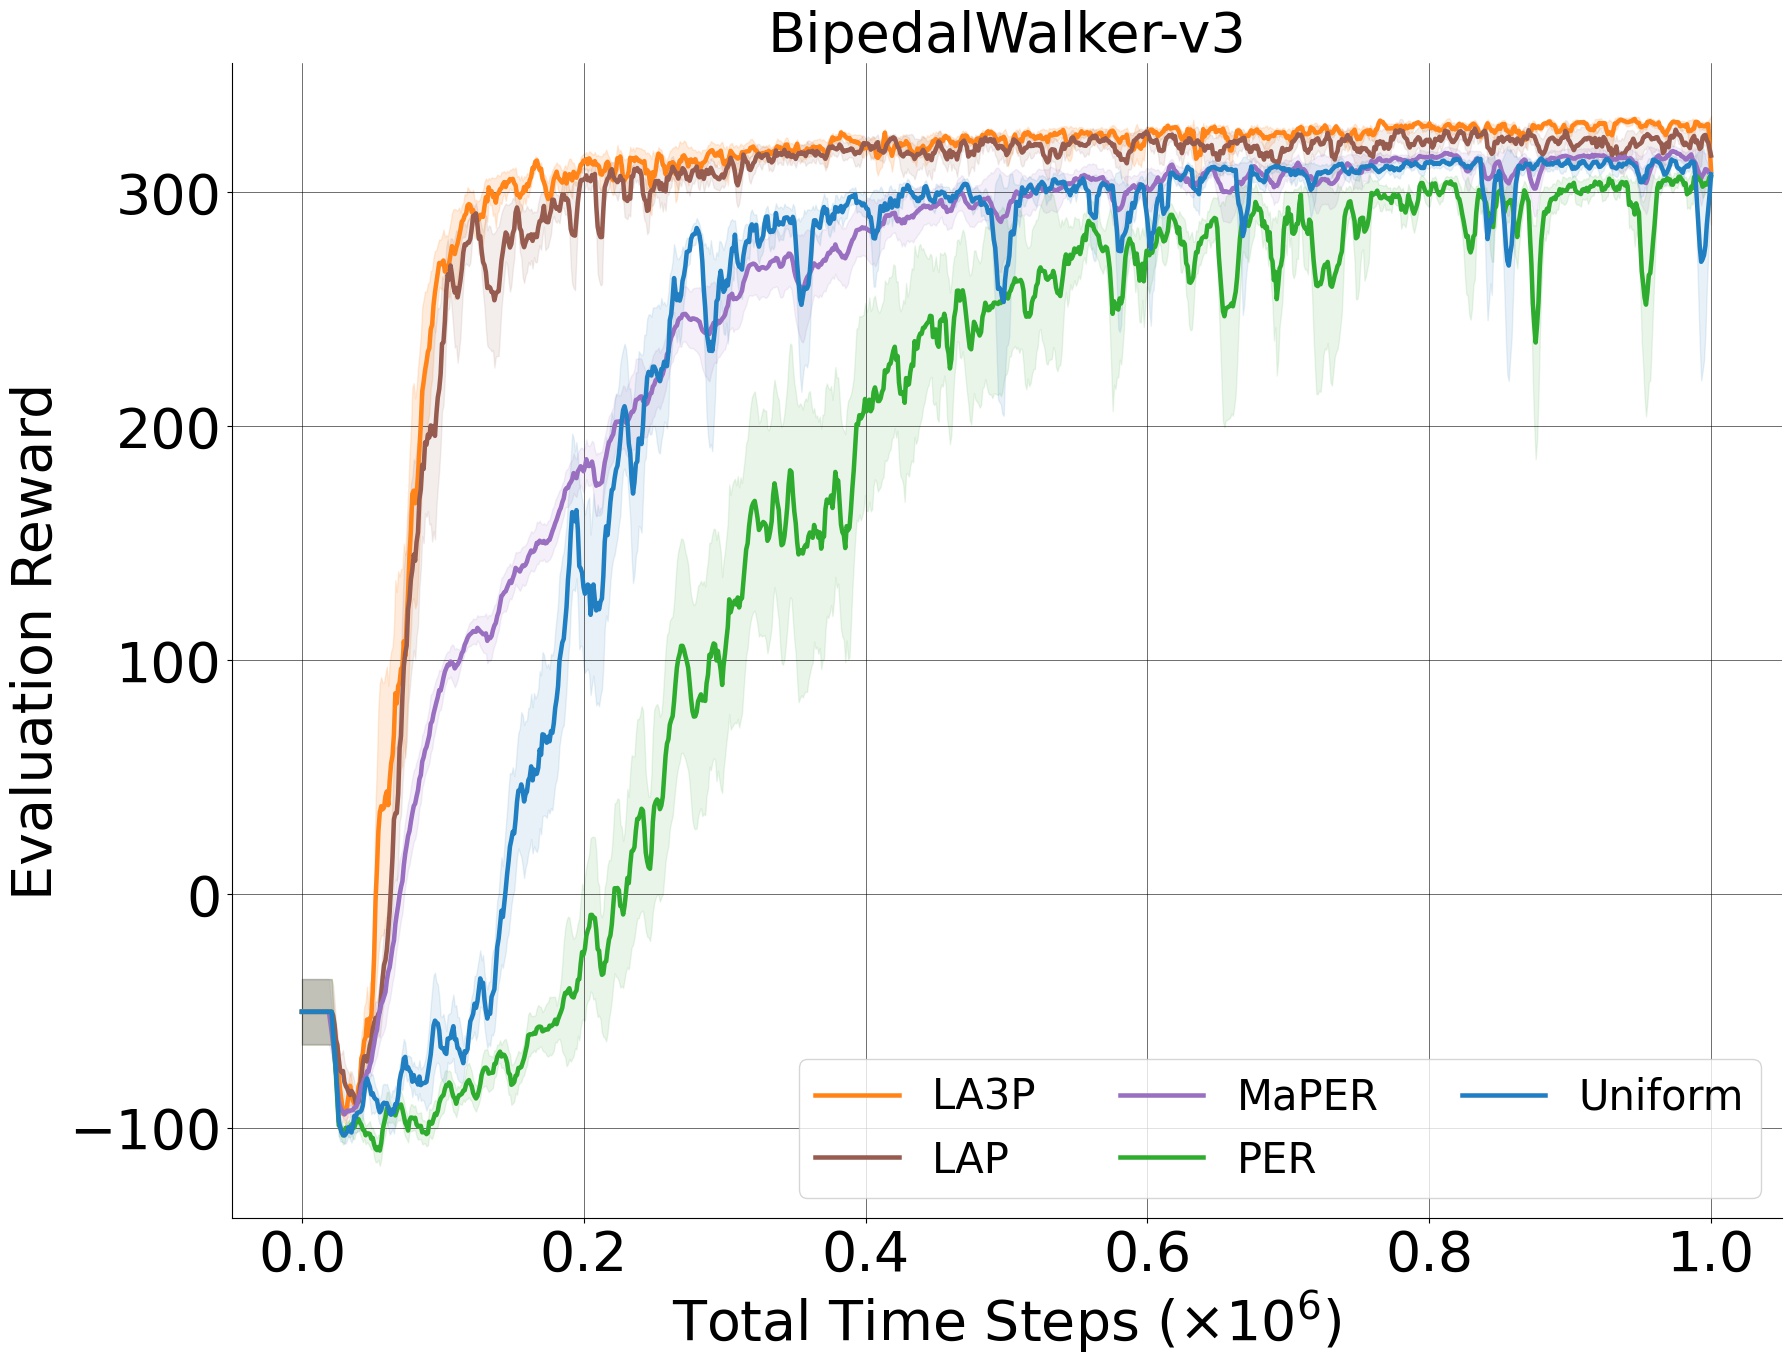 BipedalWalker-v3
Evaluation Reward
300
200
100
0
−100
LA3P
MaPER
Uniform
LAP
PER
0.0 0.2 0.4 0.6 0.8 1.0
Total Time Steps (×10⁶)